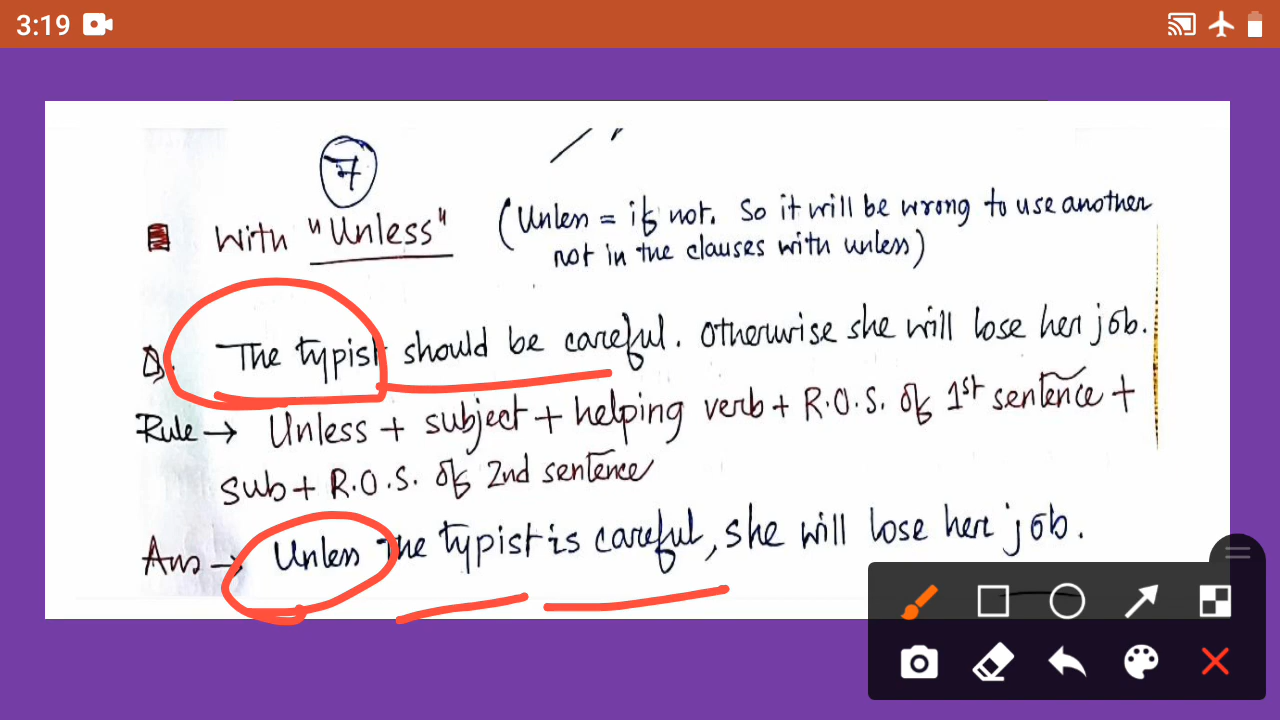 3:19
7
With "Unless" (Unless = if not. So it will be wrong to use another
not in the clauses with unless)
Q. The typist should be careful. Otherwise she will lose her job.
Rule → Unless + subject + helping verb + R.O.S. of 1st sentence +
sub + R.O.S. of 2nd sentence
Ans → Unless the typist is careful, she will lose her job.